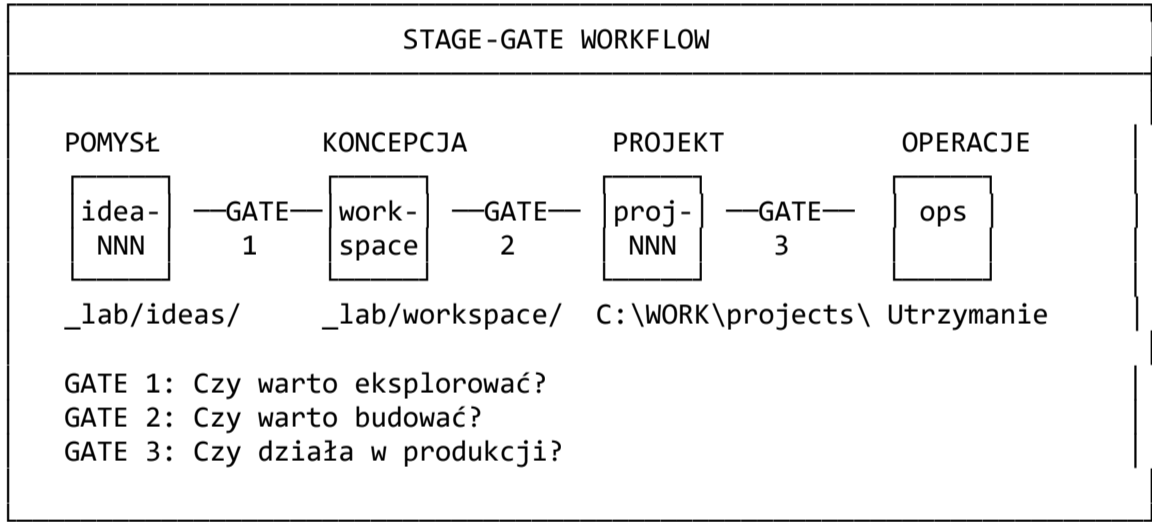 STAGE-GATE WORKFLOW
POMYSŁ KONCEPCJA PROJEKT OPERACJE
idea- ──GATE── work- ──GATE── proj- ──GATE── ops
NNN 1 space 2 NNN 3
_lab/ideas/ _lab/workspace/ C:\WORK\projects\ Utrzymanie
GATE 1: Czy warto eksplorować?
GATE 2: Czy warto budować?
GATE 3: Czy działa w produkcji?